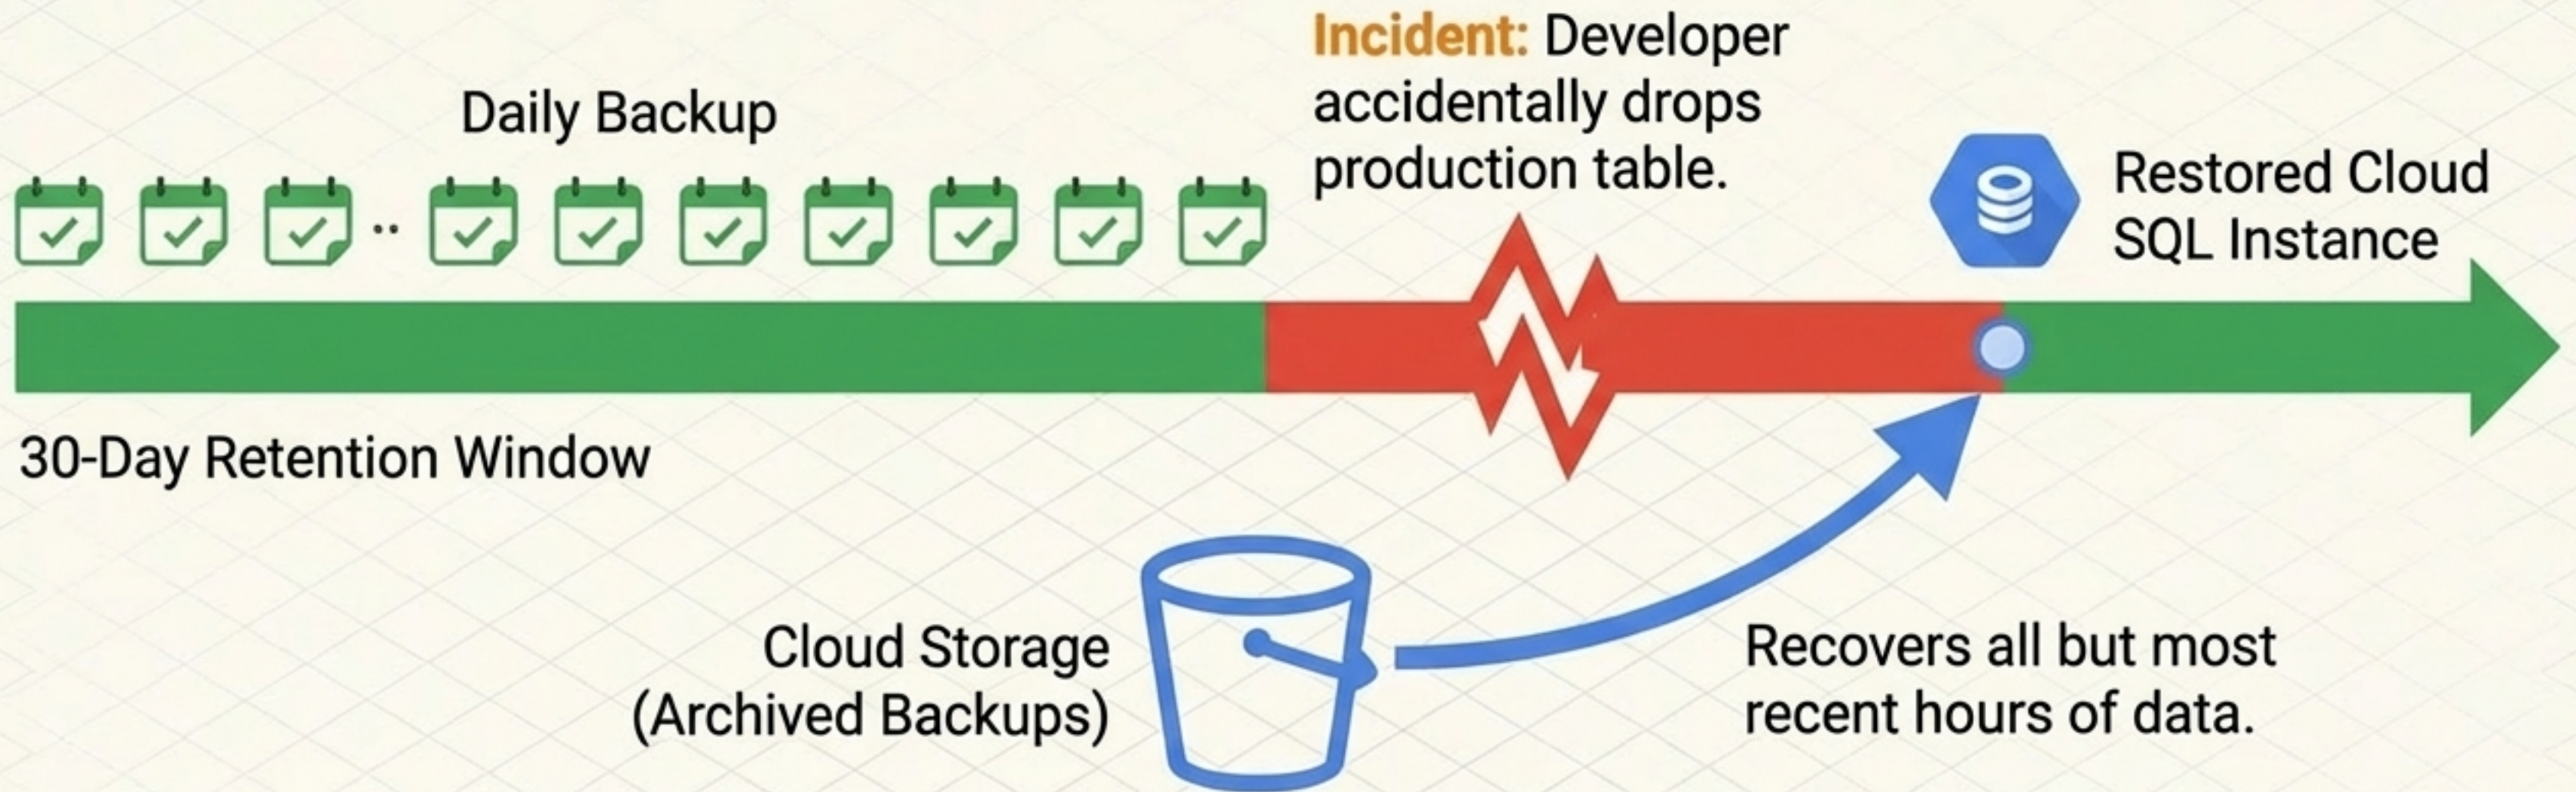 Incident: Developer
accidentally drops
production table.
Daily Backup
Restored Cloud
SQL Instance
30-Day Retention Window
Cloud Storage
(Archived Backups)
Recovers all but most
recent hours of data.